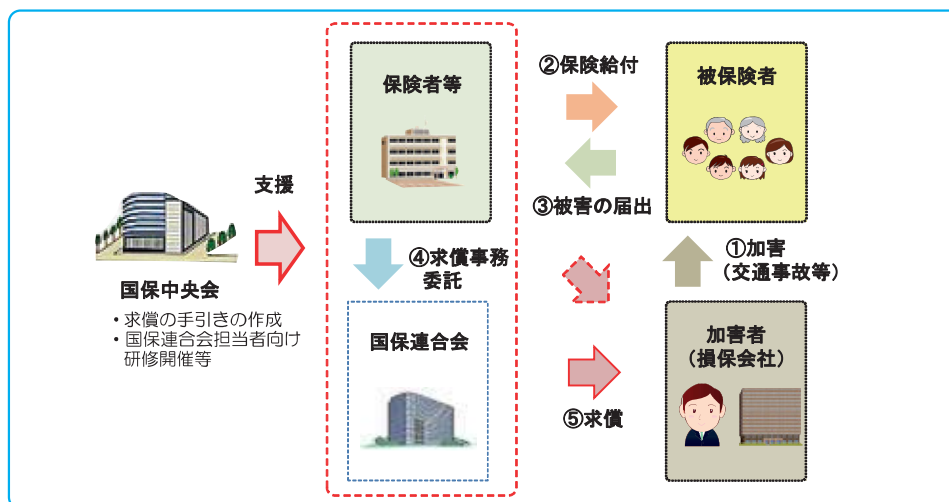 保険者等
②保険給付
被保険者
支援
③被害の届出
④求償事務
委託
①加害
（交通事故等）
国保中央会
・求償の手引きの作成
・国保連合会担当者向け
研修開催等
国保連合会
加害者
（損保会社）
⑤求償